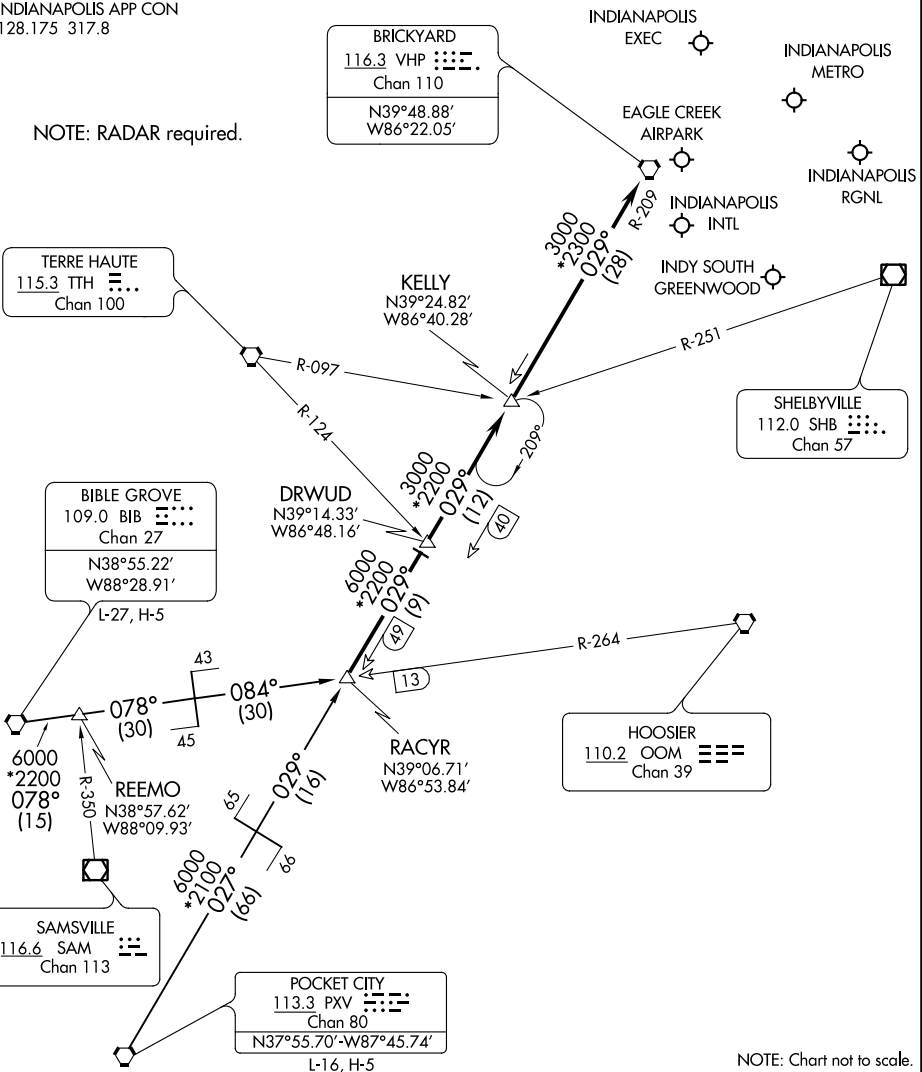 INDIANAPOLIS APP CON
128.175 317.8
NOTE: RADAR required.
BRICKYARD
116.3 VHP
Chan 110
N39°48.88'
W86°22.05'
INDIANAPOLIS
EXEC
INDIANAPOLIS
METRO
EAGLE CREEK
AIRPARK
INDIANAPOLIS
RGNL
INDIANAPOLIS
INTL
INDY SOUTH
GREENWOOD
R-209
3000
*2300
029°
(28)
TERRE HAUTE
115.3 TTH
Chan 100
KELLY
N39°24.82'
W86°40.28'
R-097
R-251
R-124
209°
SHELBYVILLE
112.0 SHB
Chan 57
3000
*2200
029°
(12)
40
DRWUD
N39°14.33'
W86°48.16'
BIBLE GROVE
109.0 BIB
Chan 27
N38°55.22'
W88°28.91'
L-27, H-5
6000
*2200
029°
(9)
49
R-264
13
43
078°
(30)
45
084°
(30)
RACYR
N39°06.71'
W86°53.84'
HOOSIER
110.2 OOM
Chan 39
6000
*2200
078°
(15)
R-350
REEMO
N38°57.62'
W88°09.93'
029°
(16)
65
66
6000
*2100
027°
(66)
SAMSVILLE
116.6 SAM
Chan 113
POCKET CITY
113.3 PXV
Chan 80
N37°55.70'-W87°45.74'
L-16, H-5
NOTE: Chart not to scale.